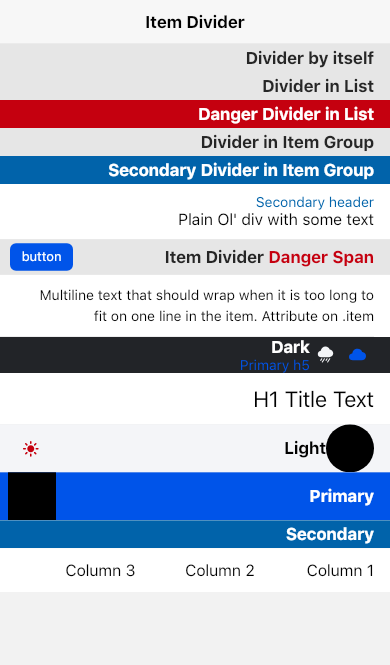 Item Divider
Divider by itself
Divider in List
Danger Divider in List
Divider in Item Group
Secondary Divider in Item Group
Secondary header
Plain Ol' div with some text
button Item Divider Danger Span
Multiline text that should wrap when it is too long to
fit on one line in the item. Attribute on .item
Dark
Primary h5
H1 Title Text
Light
Primary
Secondary
Column 3 Column 2 Column 1